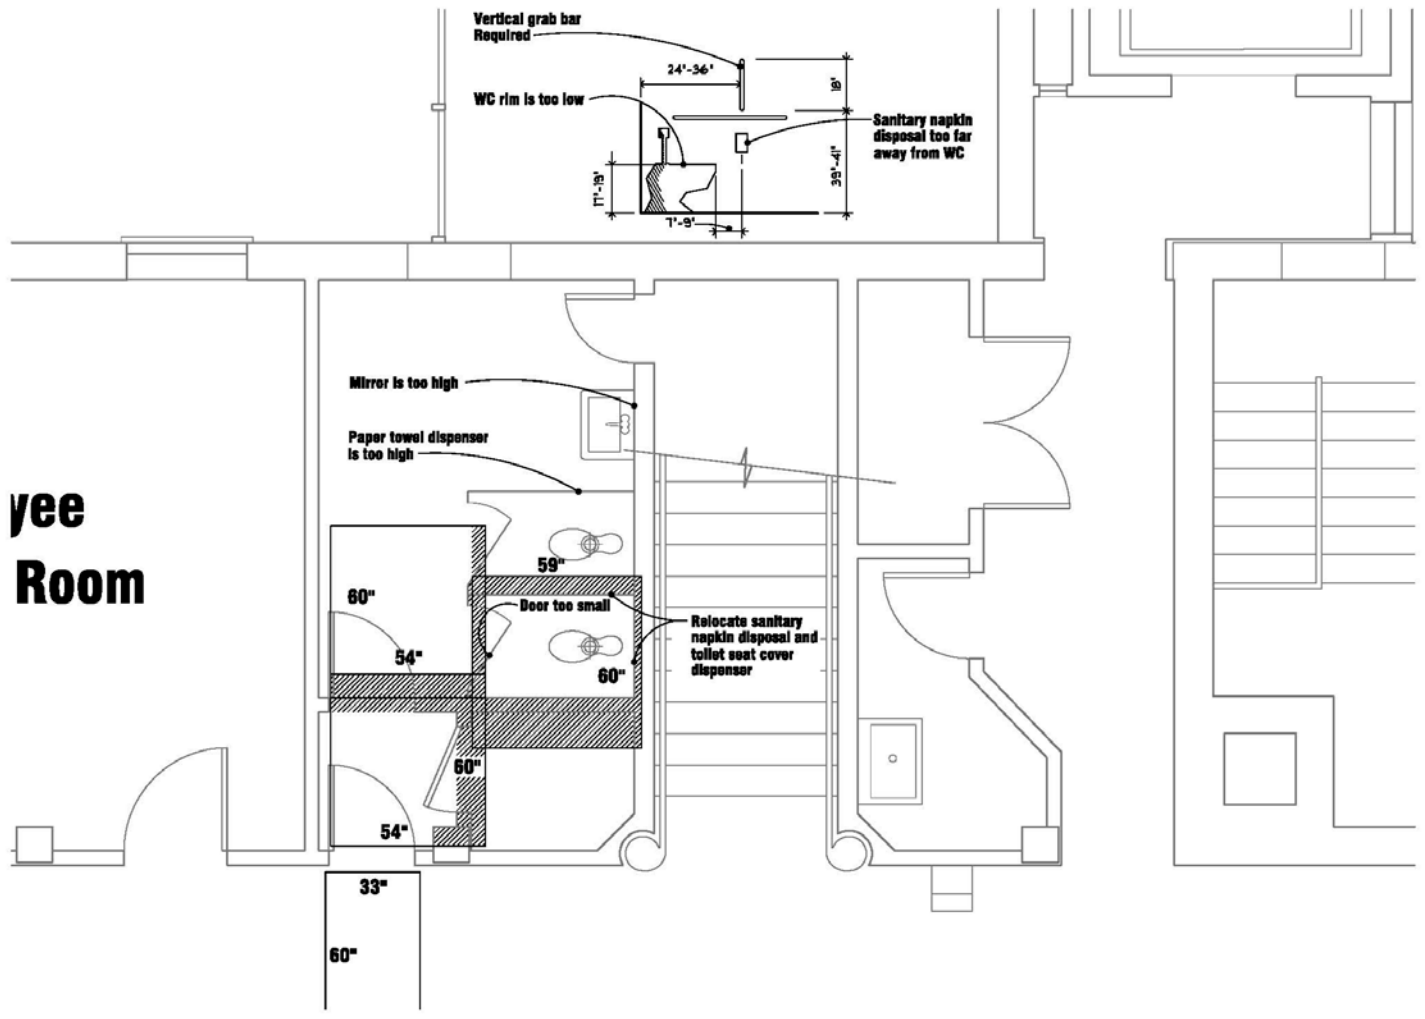 Vertical grab bar
Required
24"-36"
18"
WC rim is too low
Sanitary napkin
disposal too far
away from WC
39"-41"
17"-19"
7"-9"
Mirror is too high
Paper towel dispenser
is too high
yee
Room
59"
60"
Door too small
Relocate sanitary
napkin disposal and
toilet seat cover
dispenser
54"
60"
60"
54"
33"
60"